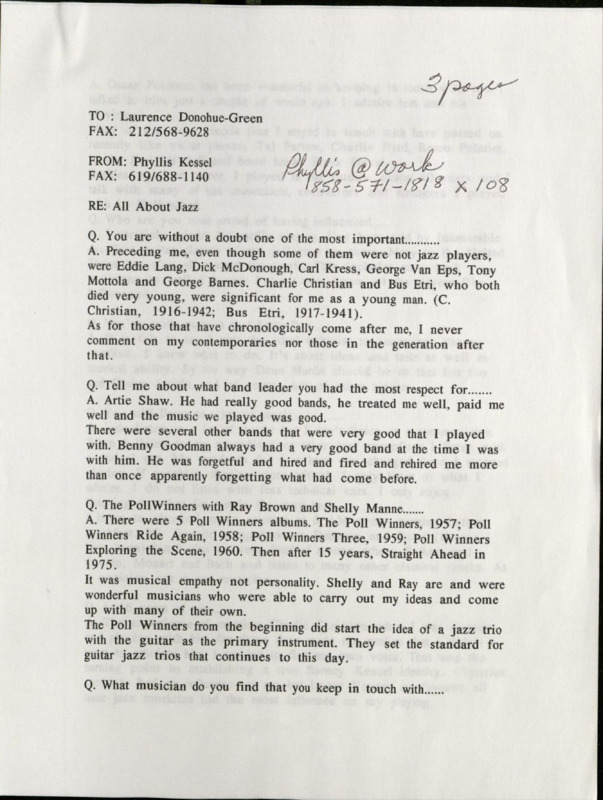 3 pages
TO : Laurence Donohue-Green
FAX: 212/568-9628
FROM: Phyllis Kessel
FAX: 619/688-1140
Phyllis @ work
858-571-1818 x 108
RE: All About Jazz
Q. You are without a doubt one of the most important...........
A. Preceding me, even though some of them were not jazz players,
were Eddie Lang, Dick McDonough, Carl Kress, George Van Eps, Tony
Mottola and George Barnes. Charlie Christian and Bus Etri, who both
died very young, were significant for me as a young man. (C.
Christian, 1916-1942; Bus Etri, 1917-1941).
As for those that have chronologically come after me, I never
comment on my contemporaries nor those in the generation after
that.
Q. Tell me about what band leader you had the most respect for.......
A. Artie Shaw. He had really good bands, he treated me well, paid me
well and the music we played was good.
There were several other bands that were very good that I played
with. Benny Goodman always had a very good band at the time I was
with him. He was forgetful and hired and fired and rehired me more
than once apparently forgetting what had come before.
Q. The PollWinners with Ray Brown and Shelly Manne.......
A. There were 5 Poll Winners albums. The Poll Winners, 1957; Poll
Winners Ride Again, 1958; Poll Winners Three, 1959; Poll Winners
Exploring the Scene, 1960. Then after 15 years, Straight Ahead in
1975.
It was musical empathy not personality. Shelly and Ray are and were
wonderful musicians who were able to carry out my ideas and come
up with many of their own.
The Poll Winners from the beginning did start the idea of a jazz trio
with the guitar as the primary instrument. They set the standard for
guitar jazz trios that continues to this day.
Q. What musician do you find that you keep in touch with......